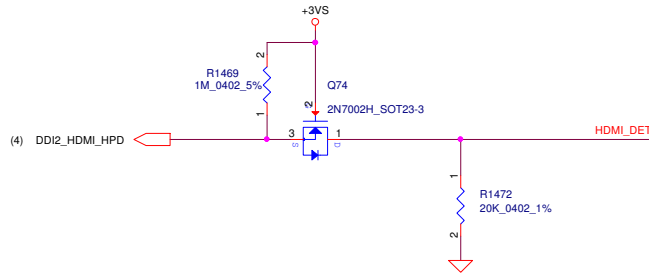 +3VS
2
R1469
1M_0402_5%
1
Q74
2
2N7002H_SOT23-3
(4) DDI2_HDMI_HPD
3
S
1
D
HDMI_DET
1
R1472
20K_0402_1%
2